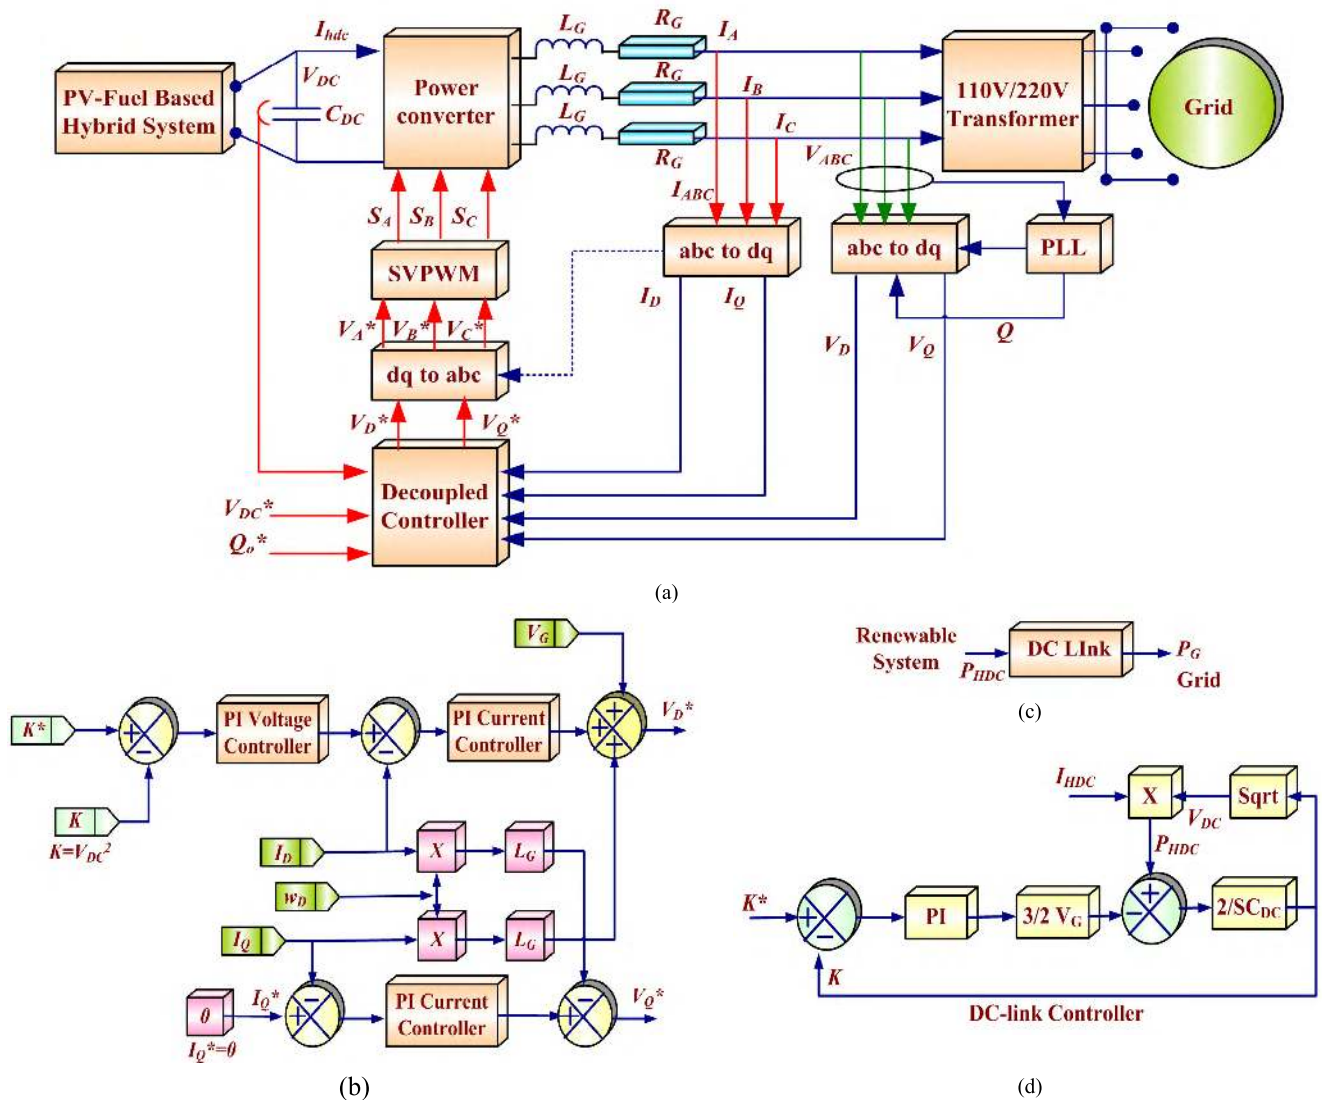 I_hdc
V_DC
C_DC
PV-Fuel Based
Hybrid System
Power
converter
L_G
R_G
I_A
L_G
R_G
I_B
L_G
R_G
I_C
110V/220V
Transformer
Grid
V_ABC
I_ABC
S_A
S_B
S_C
abc to dq
abc to dq
PLL
SVPWM
I_D
I_Q
V_A*
V_B*
V_C*
V_D
V_Q
Q
dq to abc
V_D*
V_Q*
Decoupled
Controller
V_DC*
Q_o*
(a)
V_G
K*
+
−
PI Voltage
Controller
+
−
PI Current
Controller
+
+
+
V_D*
K
K=V_DC²
I_D
X
L_G
w_D
I_Q
X
L_G
0
I_Q*
I_Q*=0
−
+
PI Current
Controller
+
−
V_Q*
(b)
Renewable
System
P_HDC
DC LInk
P_G
Grid
(c)
I_HDC
X
Sqrt
V_DC
P_HDC
K*
+
−
PI
3/2 V_G
+
−
2/SC_DC
K
DC-link Controller
(d)